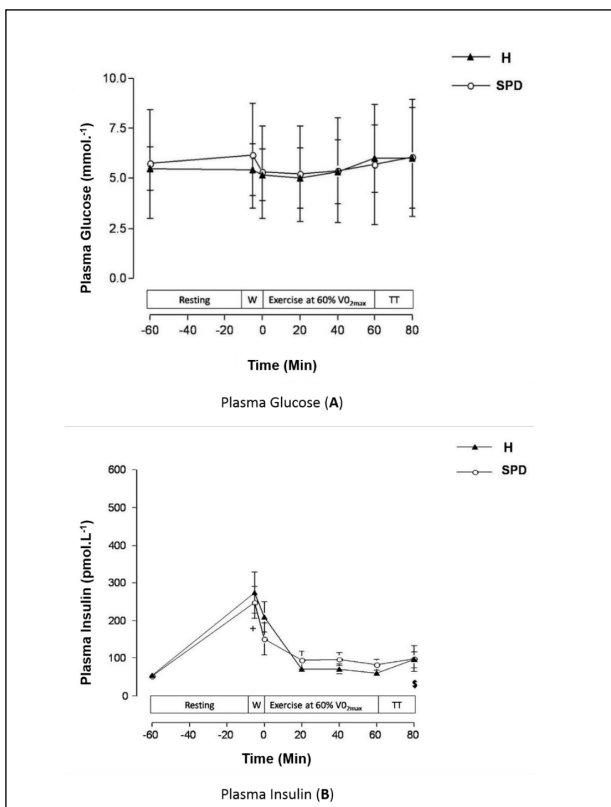 H
SPD
10.0
7.5
5.0
2.5
0.0
Plasma Glucose (mmol.⁻¹)
Resting W Exercise at 60% VO₂max TT
-60 -40 -20 0 20 40 60 80
Time (Min)
Plasma Glucose (A)
H
SPD
600
500
400
300
200
100
0
Plasma Insulin (pmol.L⁻¹)
+
$
Resting W Exercise at 60% VO₂max TT
-60 -40 -20 0 20 40 60 80
Time (Min)
Plasma Insulin (B)